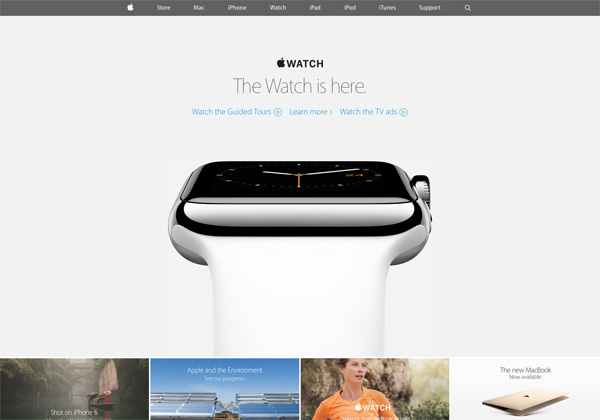 Store Mac iPhone Watch iPad iPod iTunes Support
WATCH
The Watch is here.
Watch the Guided Tours Learn more › Watch the TV ads
24
Shot on iPhone 6
Apple and the Environment
See our progress ›
WATCH
The new MacBook
Now available.